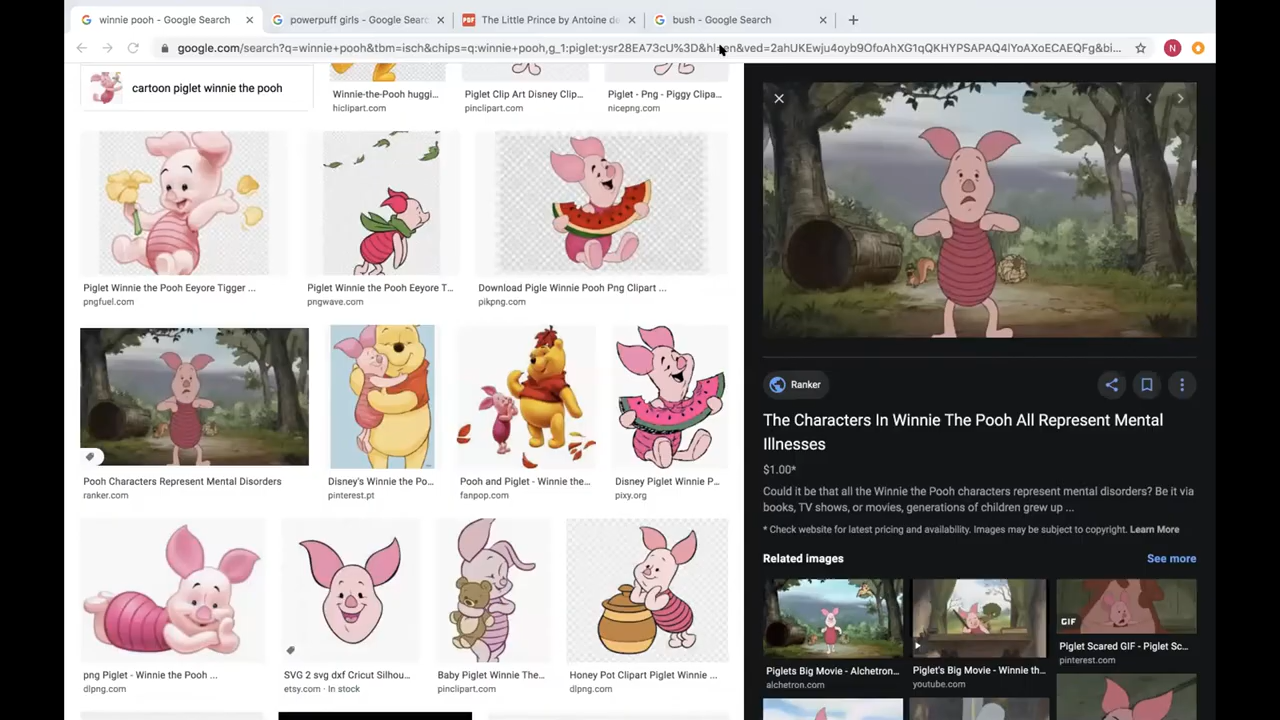 winnie pooh - Google Search
powerpuff girls - Google Searc
The Little Prince by Antoine de
bush - Google Search
google.com/search?q=winnie+pooh&tbm=isch&chips=q:winnie+pooh,g_1:piglet:ysr28EA73cU%3D&hl=en&ved=2ahUKEwju4oyb9OfoAhXG1qQKHYPSAPAQ4lYoAXoECAEQFg&bi...
N
cartoon piglet winnie the pooh
Winnie-the-Pooh huggi...
hiclipart.com
Piglet Clip Art Disney Clip...
pinclipart.com
Piglet - Png - Piggy Clipa...
nicepng.com
Piglet Winnie the Pooh Eeyore Tigger ...
pngfuel.com
Piglet Winnie the Pooh Eeyore T...
pngwave.com
Download Pigle Winnie Pooh Png Clipart ...
pikpng.com
Pooh Characters Represent Mental Disorders
ranker.com
Disney's Winnie the Po...
pinterest.pt
Pooh and Piglet - Winnie the...
fanpop.com
Disney Piglet Winnie P...
pixy.org
png Piglet - Winnie the Pooh ...
dlpng.com
SVG 2 svg dxf Cricut Silhou...
etsy.com · In stock
Baby Piglet Winnie The...
pinclipart.com
Honey Pot Clipart Piglet Winnie ...
dlpng.com
Ranker
The Characters In Winnie The Pooh All Represent Mental
Illnesses
$1.00*
Could it be that all the Winnie the Pooh characters represent mental disorders? Be it via
books, TV shows, or movies, generations of children grew up ...
* Check website for latest pricing and availability. Images may be subject to copyright. Learn More
Related images
See more
Piglets Big Movie - Alchetron...
alchetron.com
Piglet's Big Movie - Winnie th...
youtube.com
GIF
Piglet Scared GIF - Piglet Sc...
pinterest.com